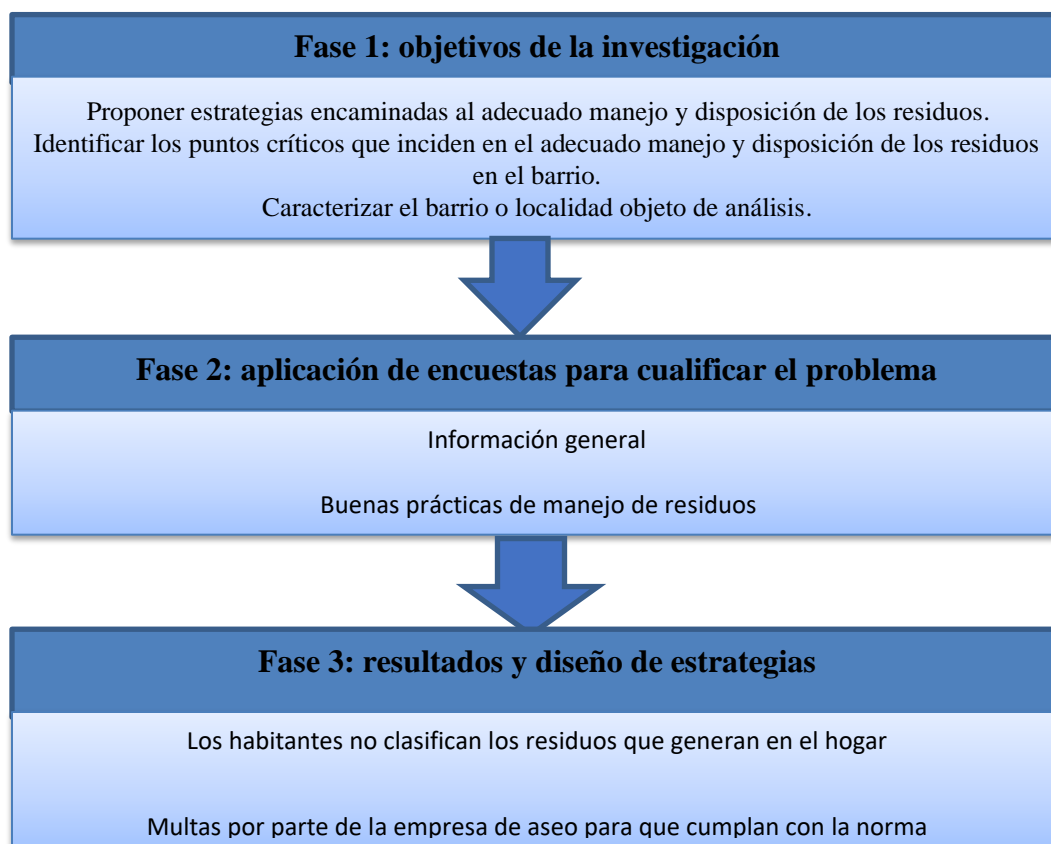 Fase 1: objetivos de la investigación
Proponer estrategias encaminadas al adecuado manejo y disposición de los residuos.
Identificar los puntos críticos que inciden en el adecuado manejo y disposición de los residuos
en el barrio.
Caracterizar el barrio o localidad objeto de análisis.
Fase 2: aplicación de encuestas para cualificar el problema
Información general
Buenas prácticas de manejo de residuos
Fase 3: resultados y diseño de estrategias
Los habitantes no clasifican los residuos que generan en el hogar
Multas por parte de la empresa de aseo para que cumplan con la norma